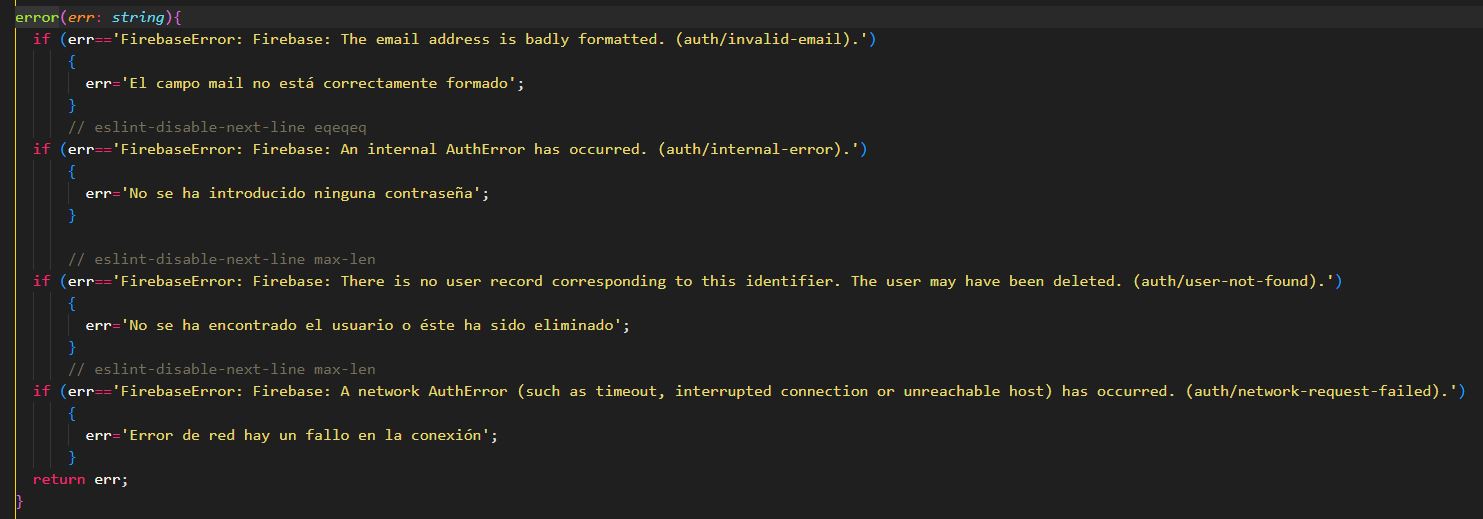 error(err: string){
if (err=='FirebaseError: Firebase: The email address is badly formatted. (auth/invalid-email).')
{
err='El campo mail no está correctamente formado';
}
// eslint-disable-next-line eqeqeq
if (err=='FirebaseError: Firebase: An internal AuthError has occurred. (auth/internal-error).')
{
err='No se ha introducido ninguna contraseña';
}
// eslint-disable-next-line max-len
if (err=='FirebaseError: Firebase: There is no user record corresponding to this identifier. The user may have been deleted. (auth/user-not-found).')
{
err='No se ha encontrado el usuario o éste ha sido eliminado';
}
// eslint-disable-next-line max-len
if (err=='FirebaseError: Firebase: A network AuthError (such as timeout, interrupted connection or unreachable host) has occurred. (auth/network-request-failed).')
{
err='Error de red hay un fallo en la conexión';
}
return err;
}